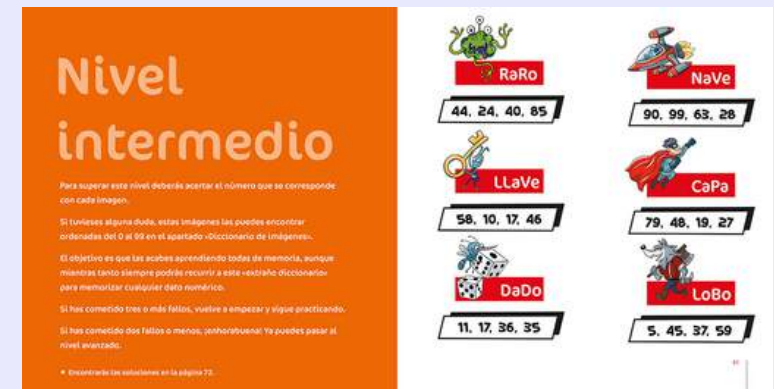 Nivel
intermedio
Para superar este nivel deberás acertar el número que se corresponde
con cada imagen.
Si tuvieses alguna duda, estas imágenes las puedes encontrar
ordenadas del 0 al 99 en el apartado «Diccionario de imágenes».
El objetivo es que las acabes aprendiendo todas de memoria, aunque
mientras tanto siempre podrás recurrir a este «extraño diccionario»
para memorizar cualquier dato numérico.
Si has cometido tres o más fallos, vuelve a empezar y sigue practicando.
Si has cometido dos fallos o menos, ¡enhorabuena! Ya puedes pasar al
nivel avanzado.
• Encontrarás las soluciones en la página 72.
RaRo
44, 24, 40, 85
NaVe
90, 99, 63, 28
LLaVe
58, 10, 17, 46
CaPa
79, 48, 19, 27
DaDo
11, 17, 36, 35
LoBo
5, 45, 37, 59